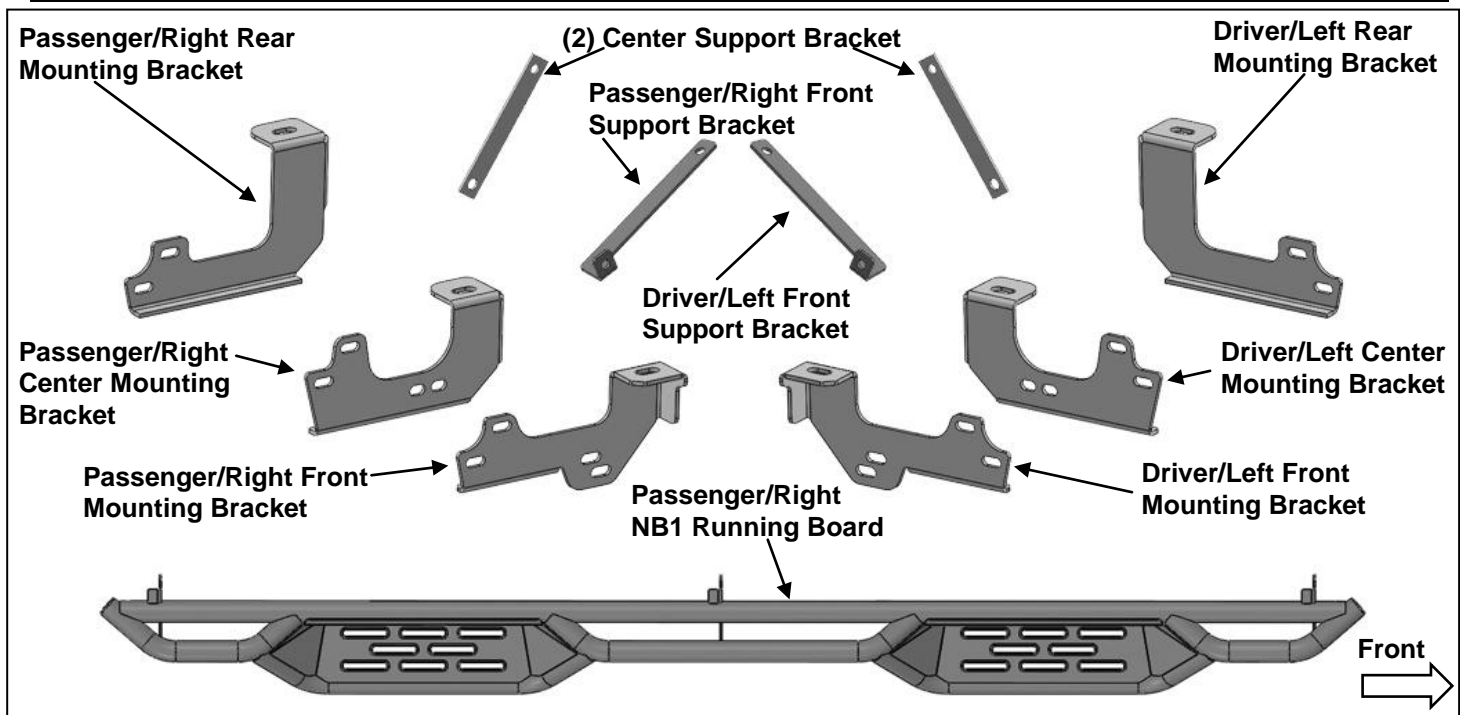 Passenger/Right Rear
Mounting Bracket
(2) Center Support Bracket
Driver/Left Rear
Mounting Bracket
Passenger/Right Front
Support Bracket
Driver/Left Front
Support Bracket
Passenger/Right
Center Mounting
Bracket
Driver/Left Center
Mounting Bracket
Passenger/Right Front
Mounting Bracket
Driver/Left Front
Mounting Bracket
Passenger/Right
NB1 Running Board
Front